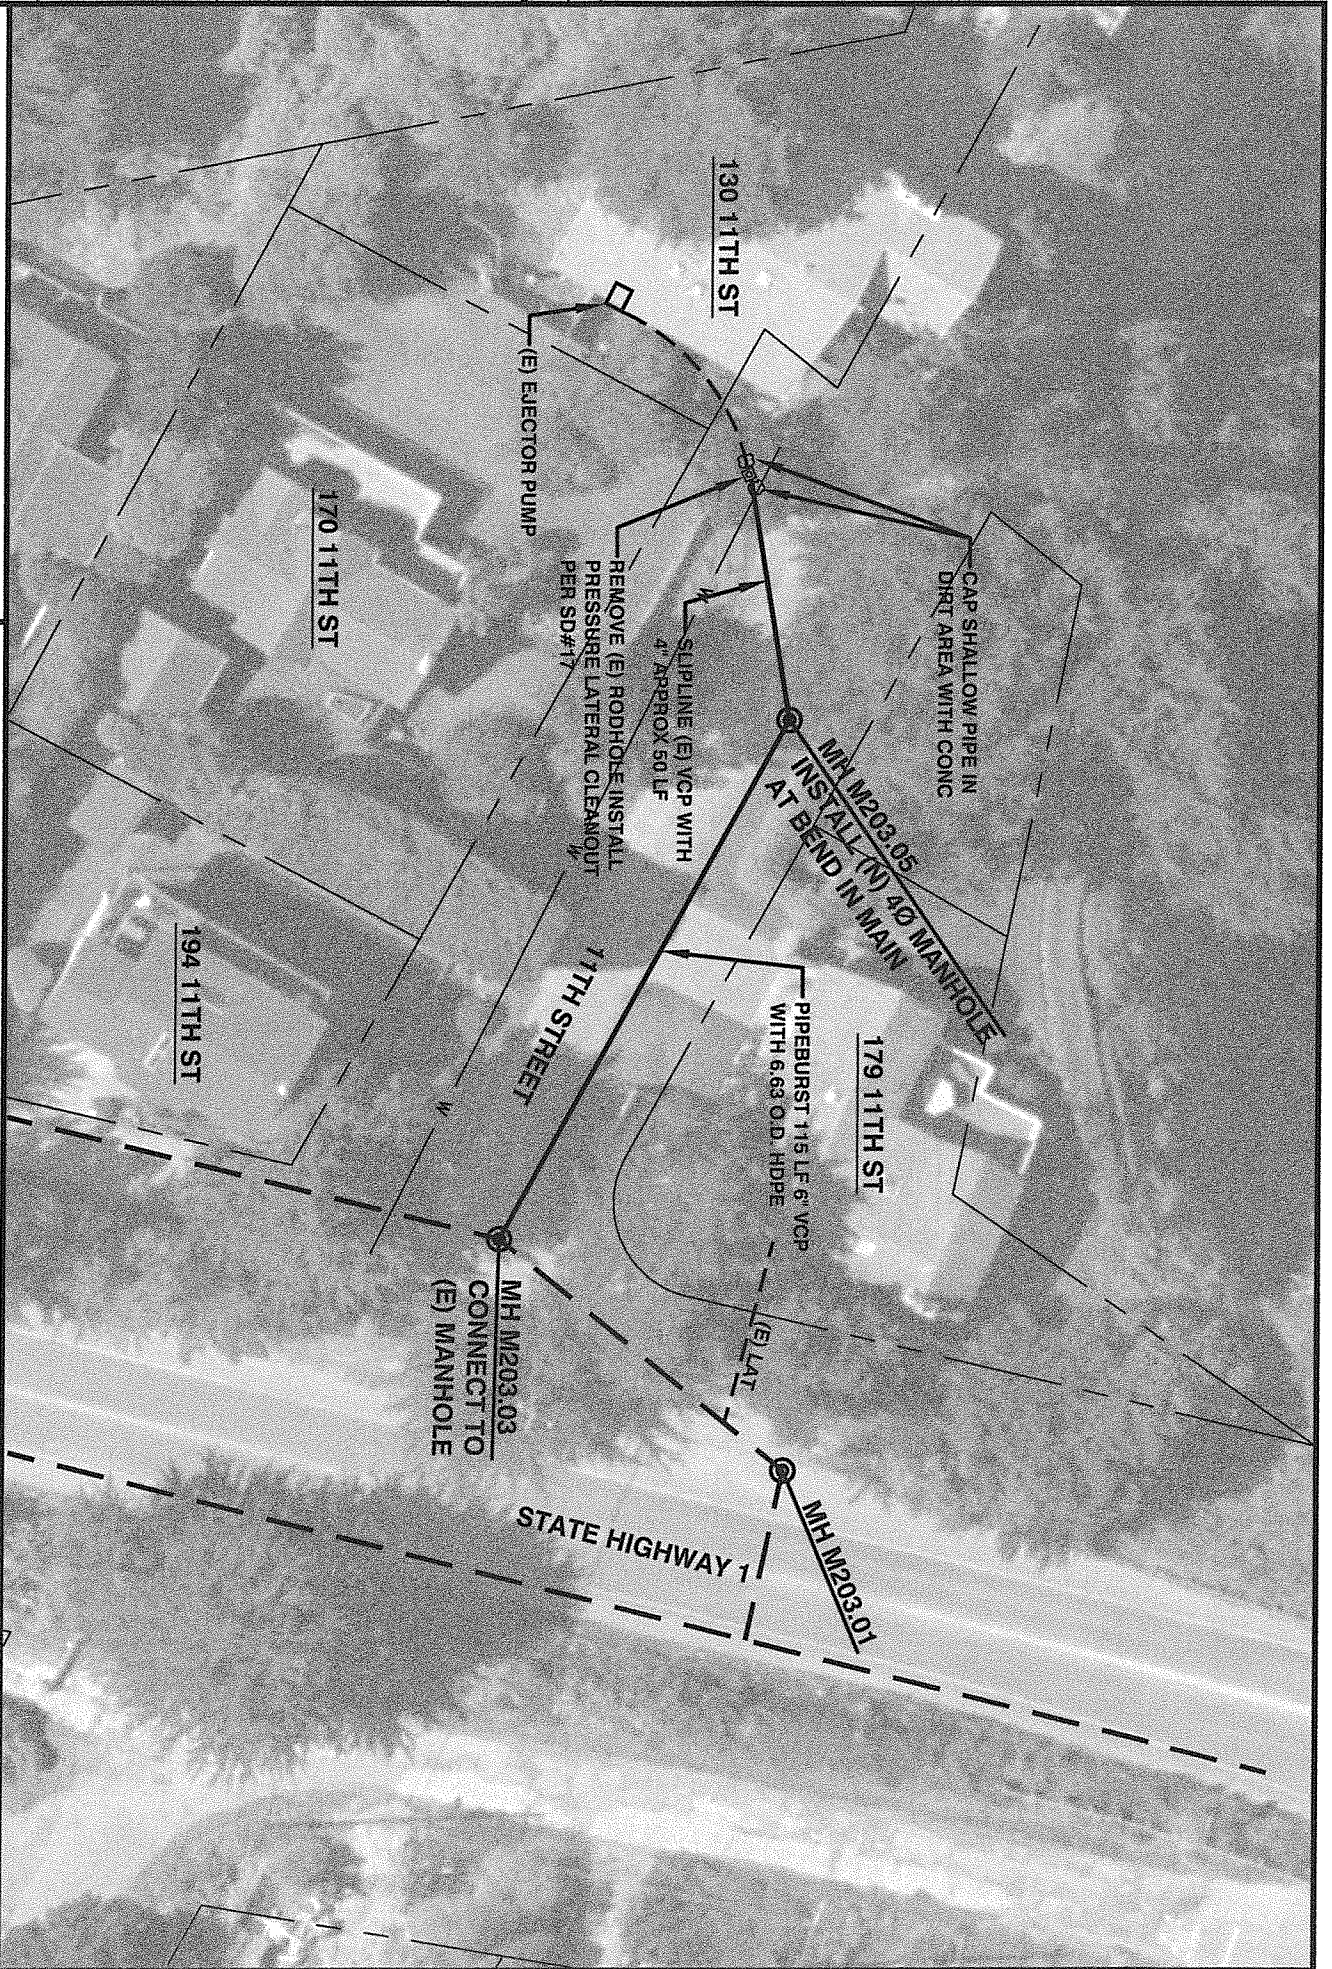 130 11TH ST
(E) EJECTOR PUMP
170 11TH ST
CAP SHALLOW PIPE IN
DIRT AREA WITH CONC
REMOVE (E) RODHOLE INSTALL
PRESSURE LATERAL CLEANOUT
PER SD#17
SLIPLINE (E) VCP WITH
4" APPROX 50 LF
W
MH M203.05
INSTALL (N) 4Ø MANHOLE
AT BEND IN MAIN
W
194 11TH ST
11TH STREET
PIPEBURST 115 LF 6" VCP
WITH 6.63 O.D. HDPE
179 11TH ST
W
MH M203.03
CONNECT TO
(E) MANHOLE
(E) LAT
STATE HIGHWAY 1
MH M203.01